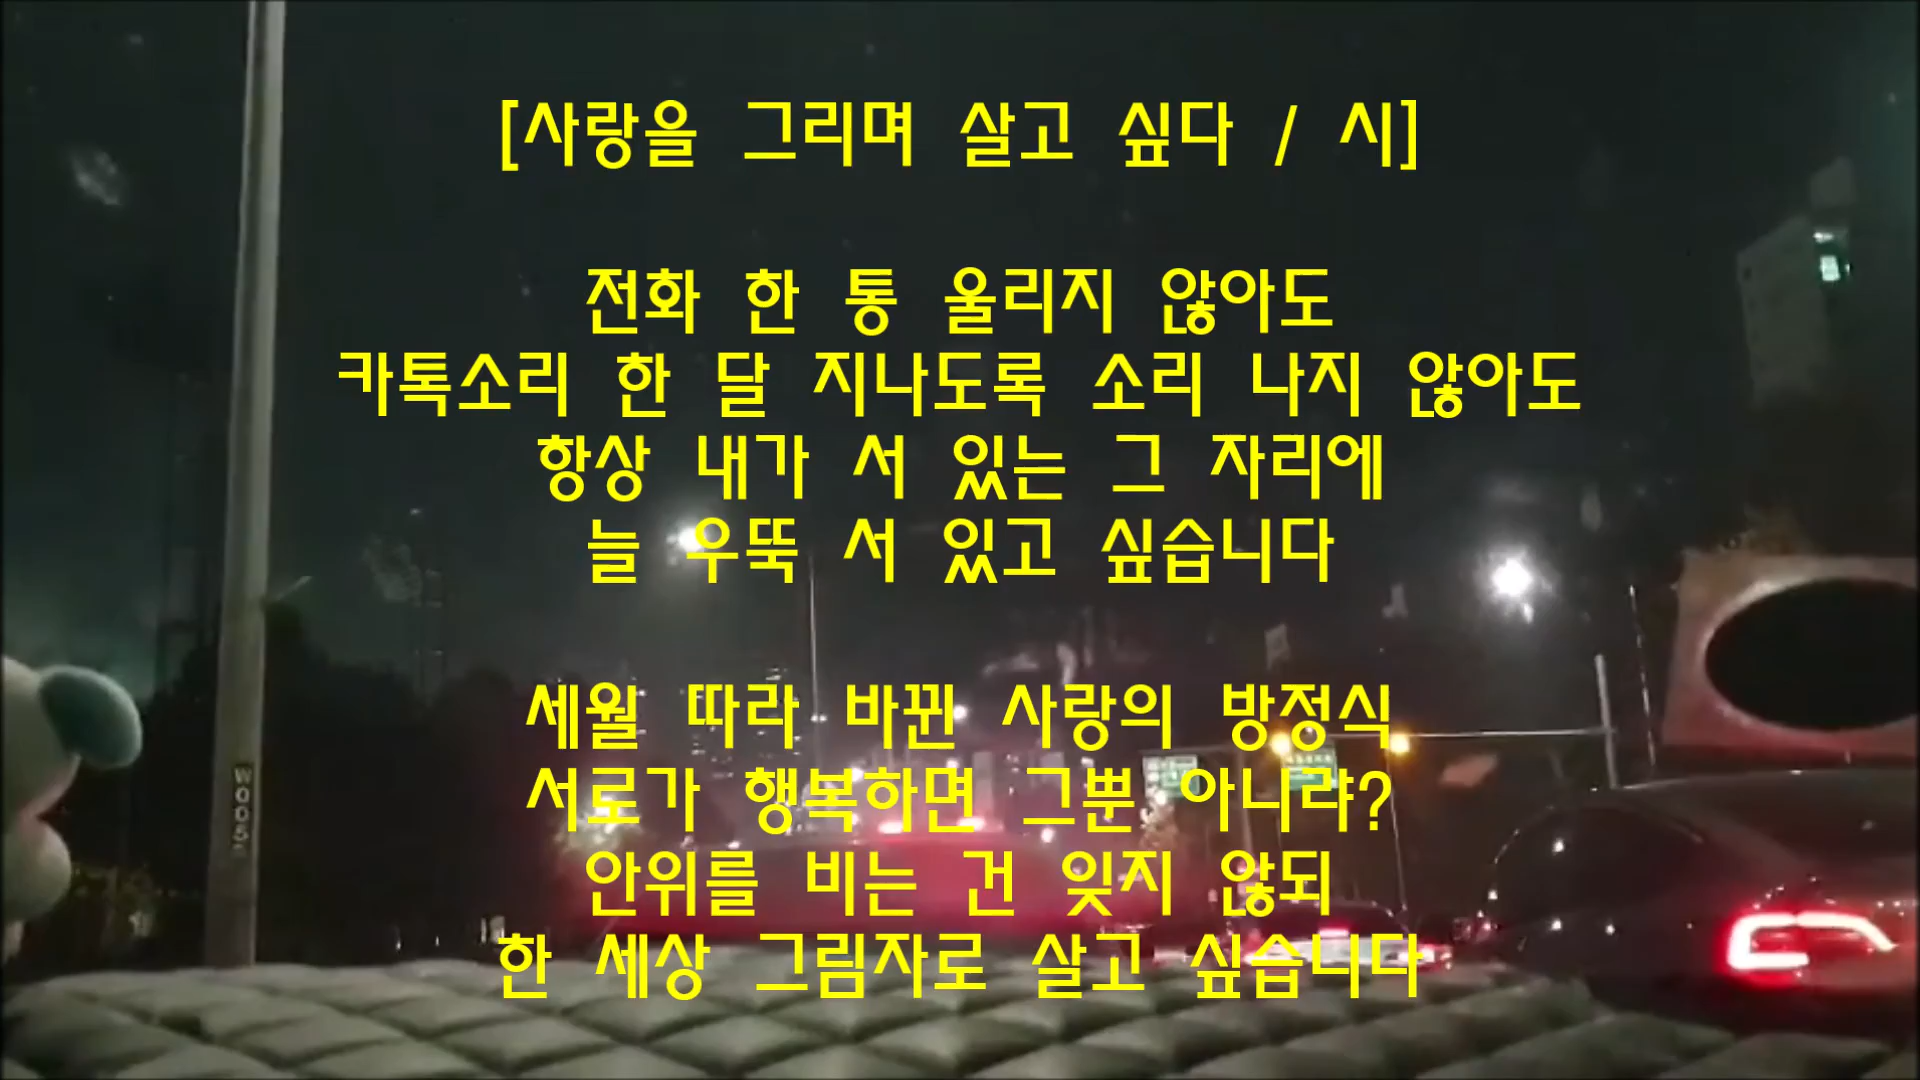 [사랑을 그리며 살고 싶다 / 시]
전화 한 통 울리지 않아도
카톡소리 한 달 지나도록 소리 나지 않아도
항상 내가 서 있는 그 자리에
늘 우뚝 서 있고 싶습니다
세월 따라 바뀐 사랑의 방정식
서로가 행복하면 그뿐 아니랴?
안위를 비는 건 잊지 않되
한 세상 그림자로 살고 싶습니다